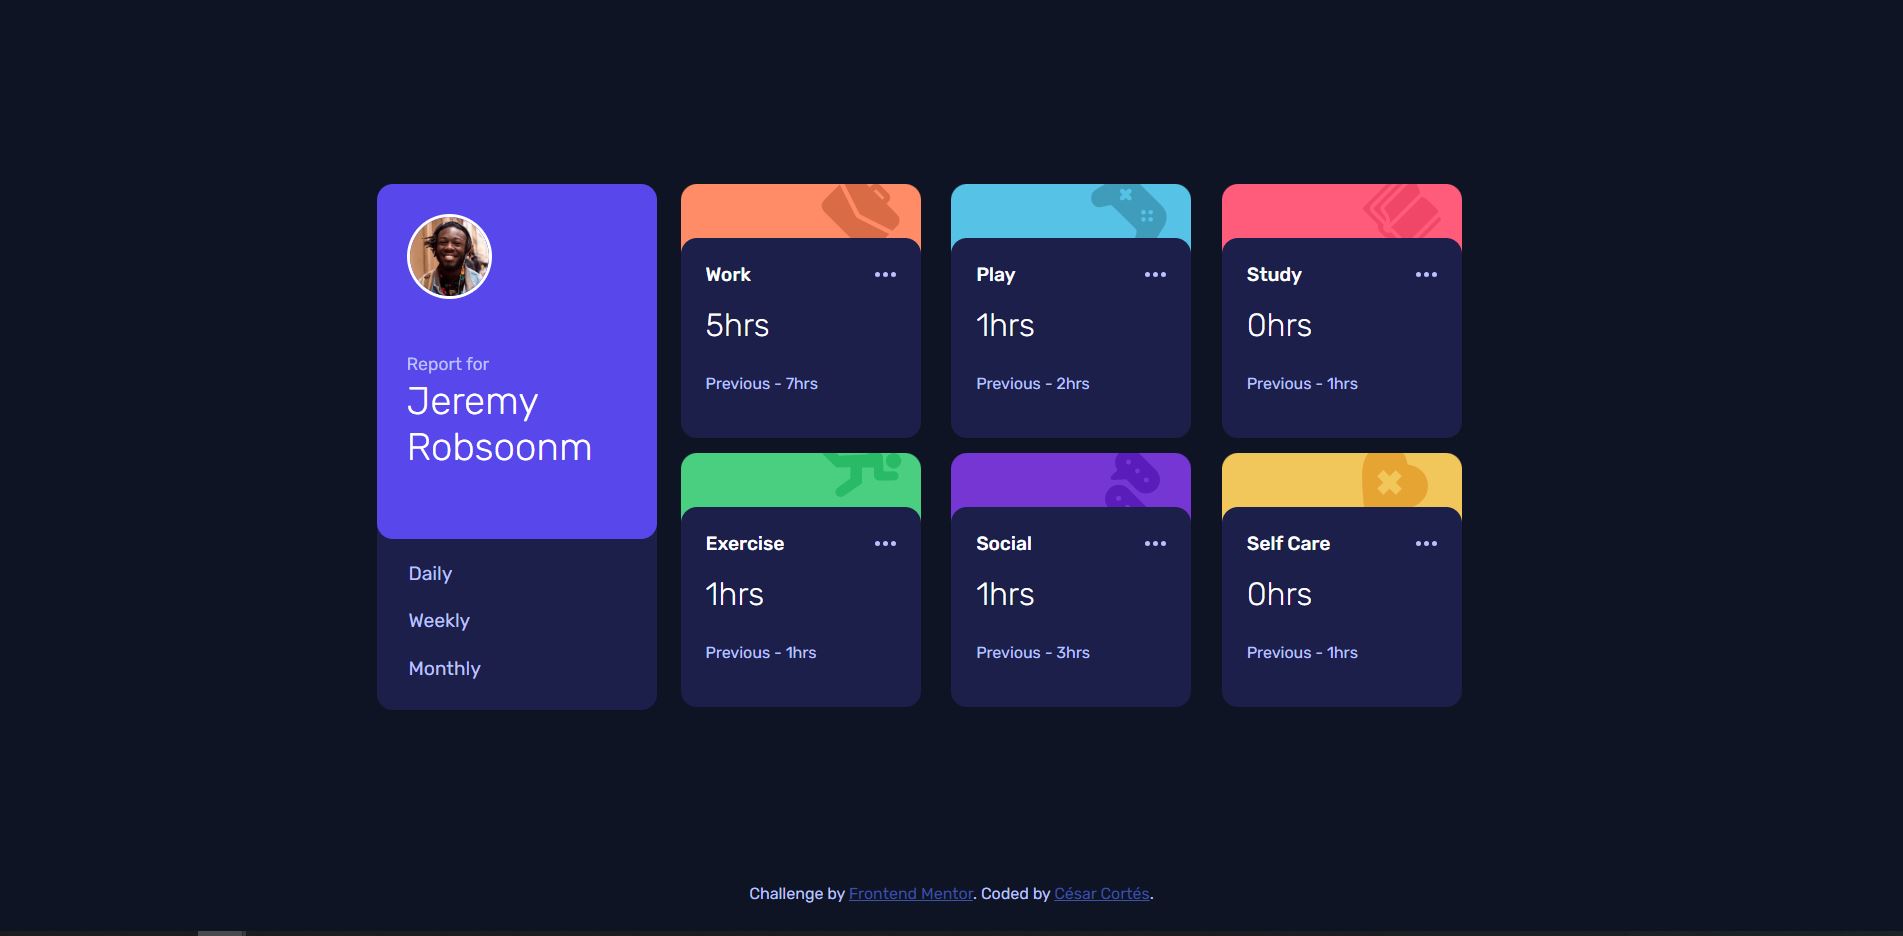 Report for
Jeremy
Robsoonm
Daily
Weekly
Monthly
Work
5hrs
Previous - 7hrs
Play
1hrs
Previous - 2hrs
Study
0hrs
Previous - 1hrs
Exercise
1hrs
Previous - 1hrs
Social
1hrs
Previous - 3hrs
Self Care
0hrs
Previous - 1hrs
Challenge by Frontend Mentor. Coded by César Cortés.